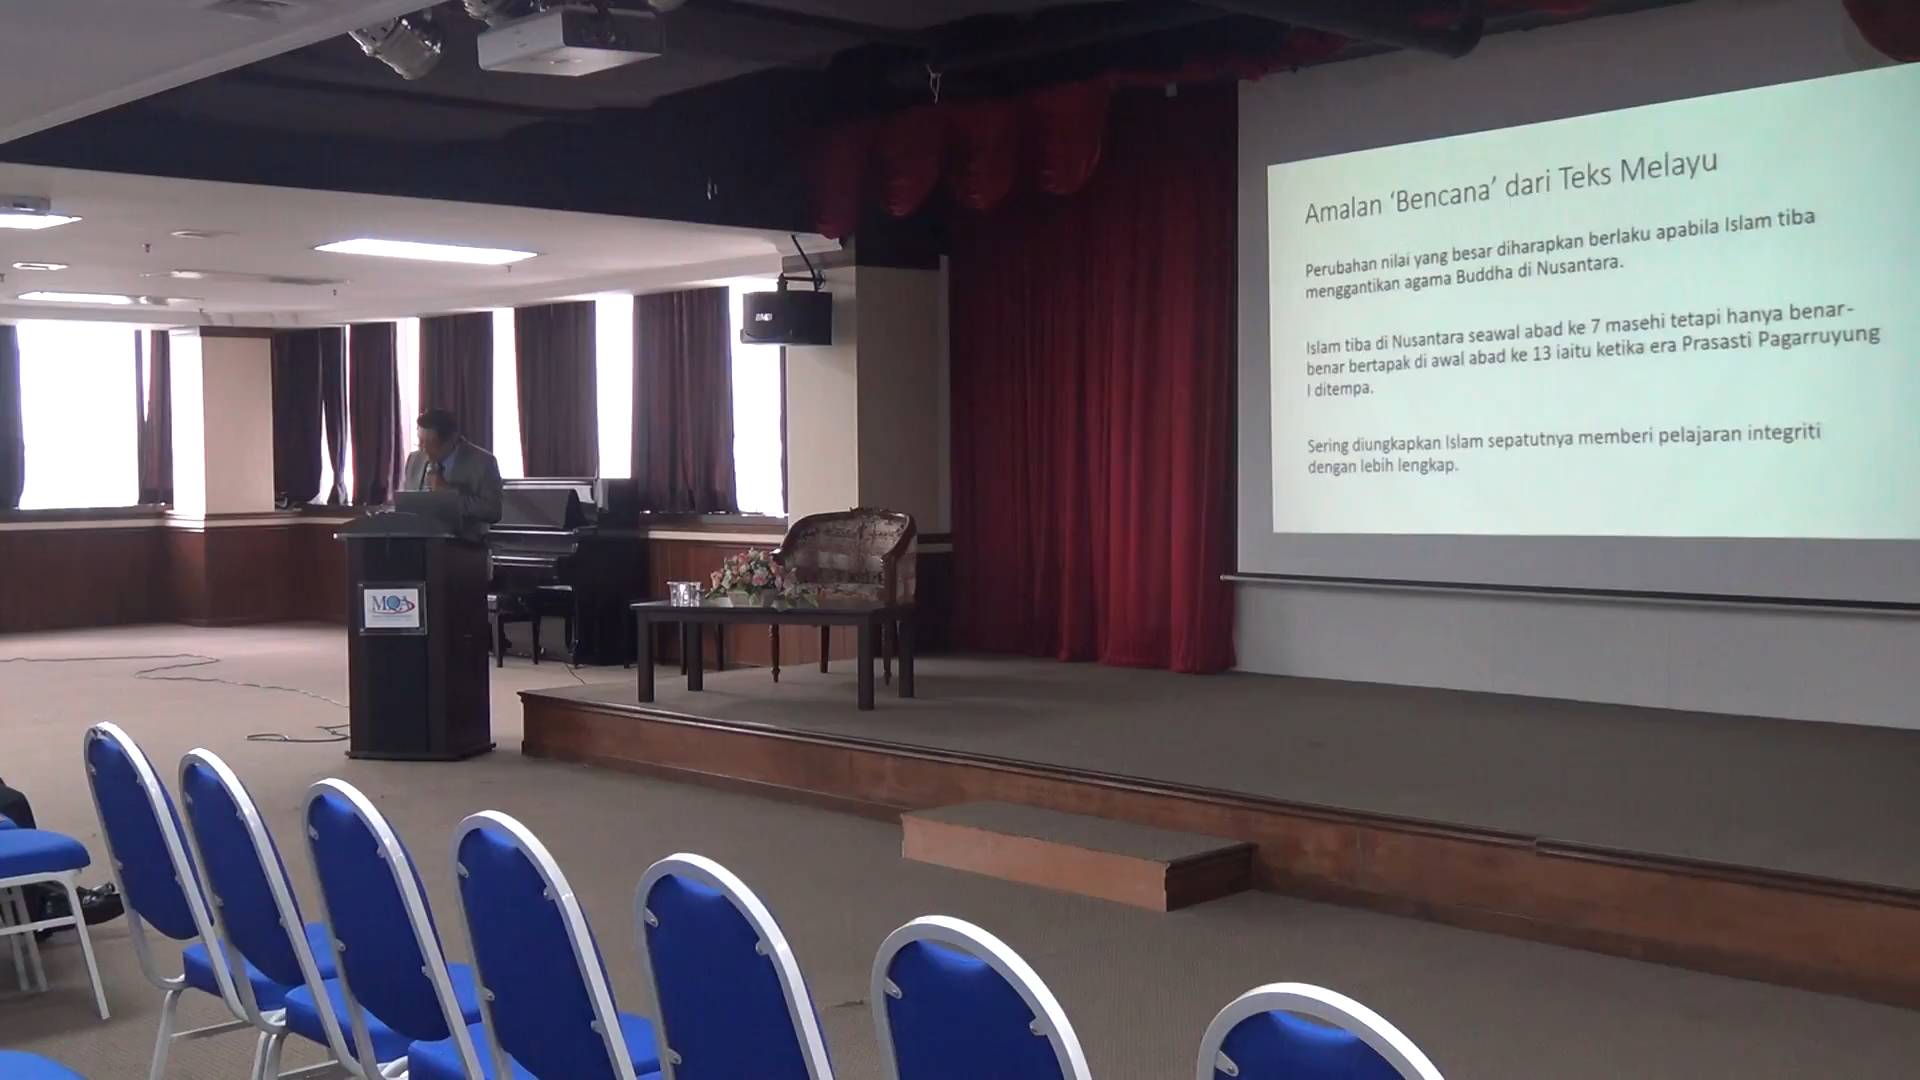 Amalan ‘Bencana’ dari Teks Melayu
Perubahan nilai yang besar diharapkan berlaku apabila Islam tiba
menggantikan agama Buddha di Nusantara.
Islam tiba di Nusantara seawal abad ke 7 masehi tetapi hanya benar-
benar bertapak di awal abad ke 13 iaitu ketika era Prasasti Pagarruyung
I ditempa.
Sering diungkapkan Islam sepatutnya memberi pelajaran integriti
dengan lebih lengkap.
MQA